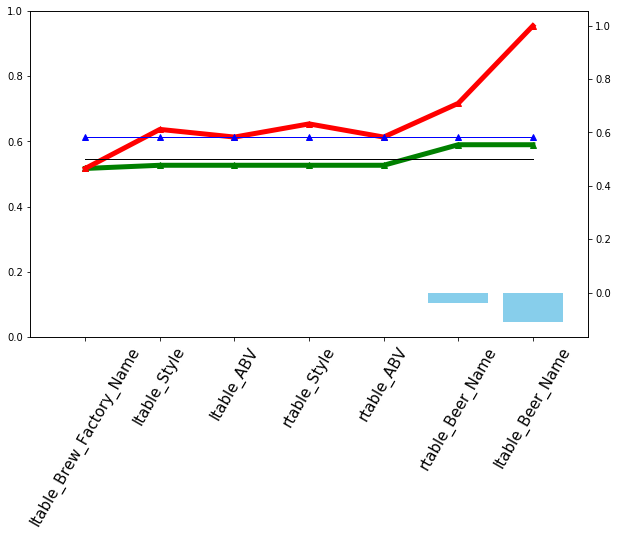 1.0
0.8
0.6
0.4
0.2
0.0
1.0
0.8
0.6
0.4
0.2
0.0
ltable_Brew_Factory_Name
ltable_Style
ltable_ABV
rtable_Style
rtable_ABV
rtable_Beer_Name
ltable_Beer_Name